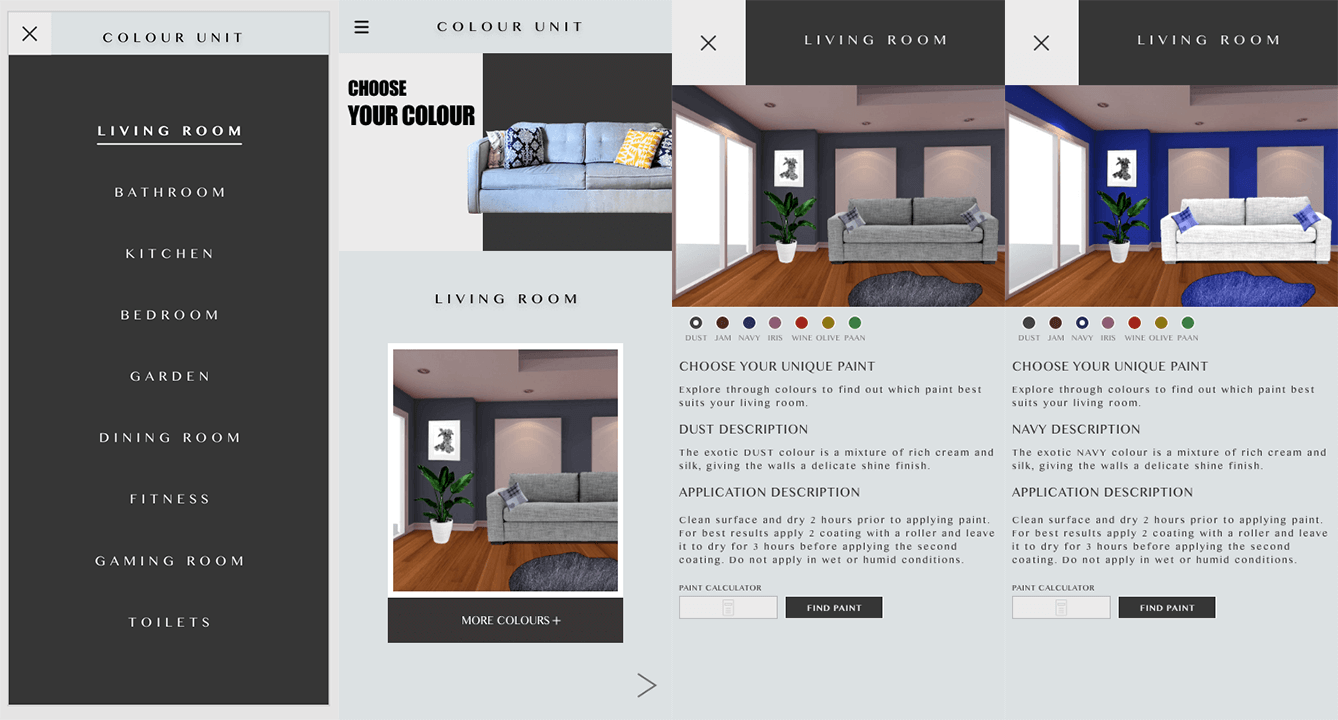 COLOUR UNIT
LIVING ROOM
BATHROOM
KITCHEN
BEDROOM
GARDEN
DINING ROOM
FITNESS
GAMING ROOM
TOILETS
COLOUR UNIT
CHOOSE
YOUR COLOUR
LIVING ROOM
MORE COLOURS+
LIVING ROOM
DUST JAM NAVY IRIS WINE OLIVE PAAN
CHOOSE YOUR UNIQUE PAINT
Explore through colours to find out which paint best
suits your living room.
DUST DESCRIPTION
The exotic DUST colour is a mixture of rich cream and
silk, giving the walls a delicate shine finish.
APPLICATION DESCRIPTION
Clean surface and dry 2 hours prior to applying paint.
For best results apply 2 coating with a roller and leave
it to dry for 3 hours before applying the second
coating. Do not apply in wet or humid conditions.
PAINT CALCULATOR
FIND PAINT
LIVING ROOM
DUST JAM NAVY IRIS WINE OLIVE PAAN
CHOOSE YOUR UNIQUE PAINT
Explore through colours to find out which paint best
suits your living room.
NAVY DESCRIPTION
The exotic NAVY colour is a mixture of rich cream and
silk, giving the walls a delicate shine finish.
APPLICATION DESCRIPTION
Clean surface and dry 2 hours prior to applying paint.
For best results apply 2 coating with a roller and leave
it to dry for 3 hours before applying the second
coating. Do not apply in wet or humid conditions.
PAINT CALCULATOR
FIND PAINT